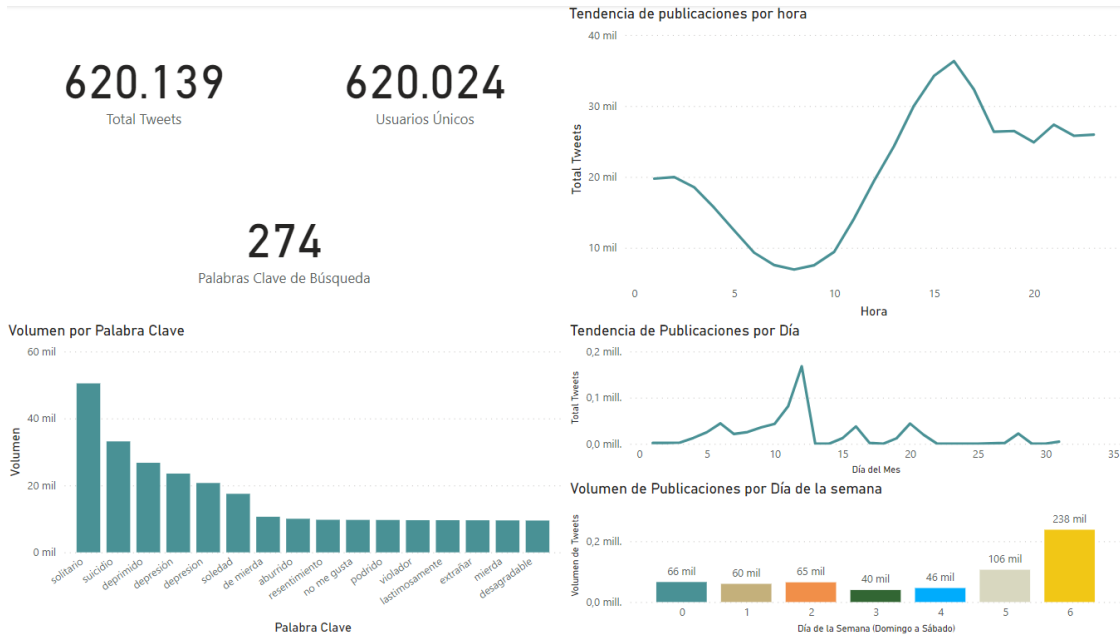 620.139
Total Tweets
620.024
Usuarios Únicos
274
Palabras Clave de Búsqueda
Tendencia de publicaciones por hora
40 mil
30 mil
20 mil
10 mil
Total Tweets
0 5 10 15 20
Hora
Volumen por Palabra Clave
60 mil
40 mil
20 mil
0 mil
Volumen
solitario suicidio deprimido depresión depresion soledad de mierda aburrido resentimiento no me gusta podrido violador lastimosamente extrañar mierda desagradable
Palabra Clave
Tendencia de Publicaciones por Día
0,2 mill.
0,1 mill.
0,0 mill.
Total Tweets
0 5 10 15 20 25 30 35
Día del Mes
Volumen de Publicaciones por Día de la semana
0,2 mill.
0,0 mill.
Volumen de Tweets
66 mil 60 mil 65 mil 40 mil 46 mil 106 mil 238 mil
0 1 2 3 4 5 6
Día de la Semana (Domingo a Sábado)